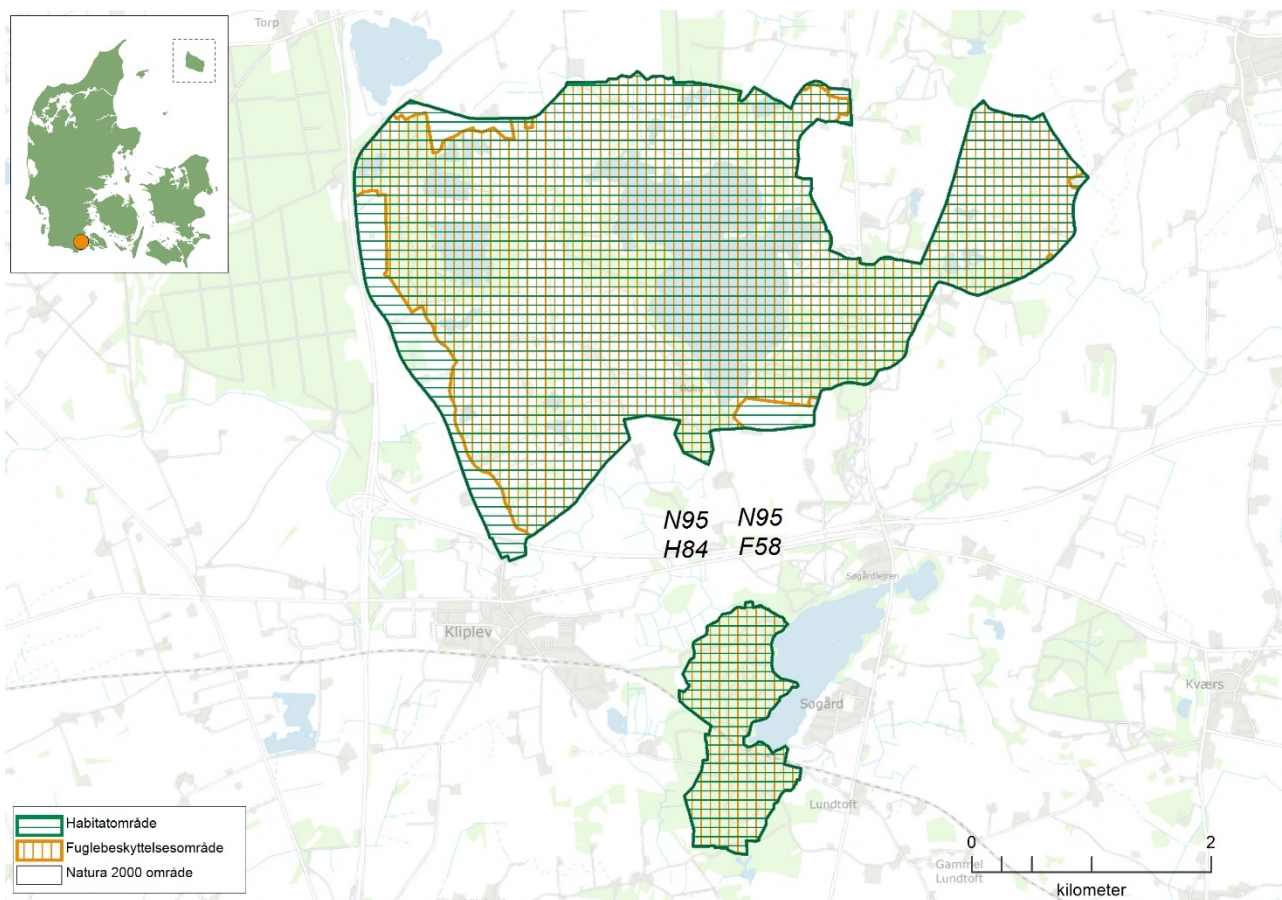 Torp
N95 N95
H84 F58
Søgårdlejren
Kliplev
Søgård
Kværs
Lundtoft
Gammel
Lundtoft
Habitatområde
Fuglebeskyttelsesområde
Natura 2000 område
0 2
kilometer